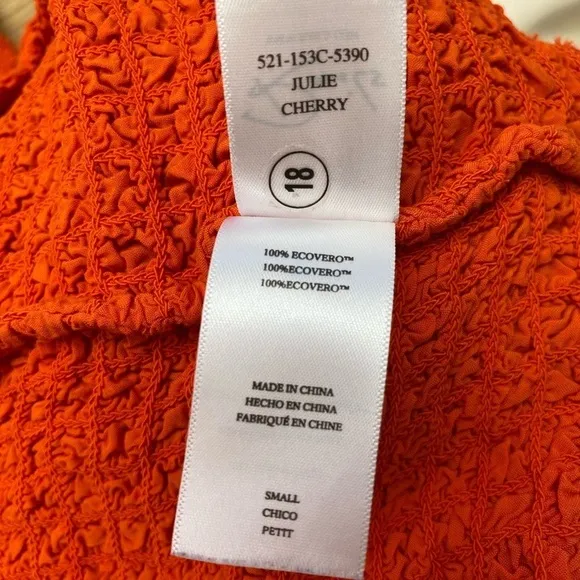 521-153C-5390
JULIE
CHERRY
18
100% ECOVERO™
100%ECOVERO™
100%ECOVERO™
MADE IN CHINA
HECHO EN CHINA
FABRIQUÉ EN CHINE
SMALL
CHICO
PETIT